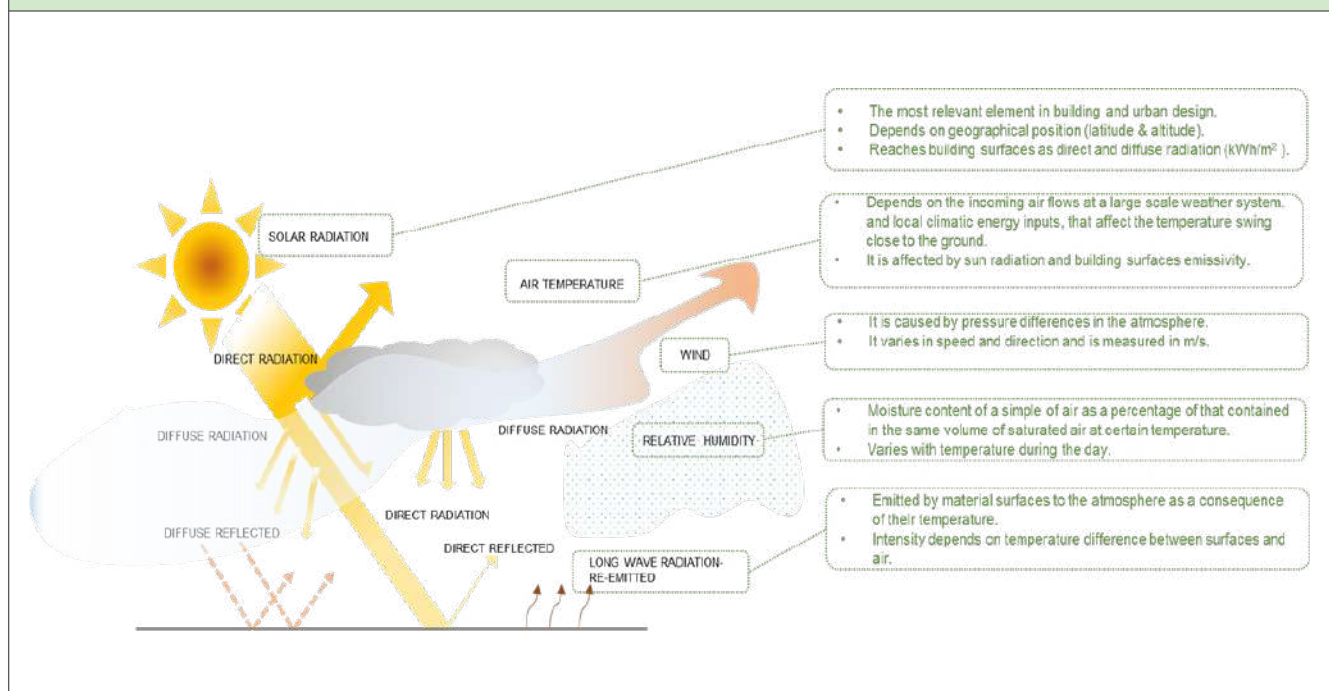 • The most relevant element in building and urban design.
• Depends on geographical position (latitude & altitude).
• Reaches building surfaces as direct and diffuse radiation (kWh/m² ).
SOLAR RADIATION
• Depends on the incoming air flows at a large scale weather system.
and local climatic energy inputs, that affect the temperature swing
close to the ground.
• It is affected by sun radiation and building surfaces emissivity.
AIR TEMPERATURE
• It is caused by pressure differences in the atmosphere.
• It varies in speed and direction and is measured in m/s.
WIND
DIRECT RADIATION
• Moisture content of a simple of air as a percentage of that contained
in the same volume of saturated air at certain temperature.
• Varies with temperature during the day.
DIFFUSE RADIATION
DIFFUSE RADIATION
RELATIVE HUMIDITY
• Emitted by material surfaces to the atmosphere as a consequence
of their temperature.
• Intensity depends on temperature difference between surfaces and
air.
DIRECT RADIATION
DIFFUSE REFLECTED
DIRECT REFLECTED
LONG WAVE RADIATION-
RE-EMITTED